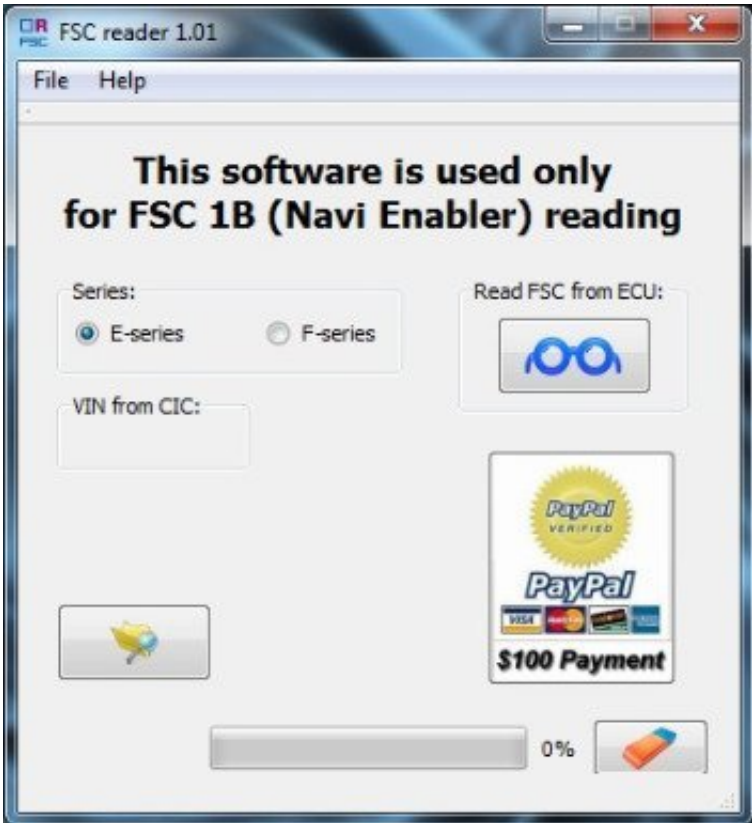 FSC reader 1.01
File Help
This software is used only
for FSC 1B (Navi Enabler) reading
Series:
E-series
F-series
Read FSC from ECU:
VIN from CIC:
PayPal
VERIFIED
PayPal
VISA
$100 Payment
0%